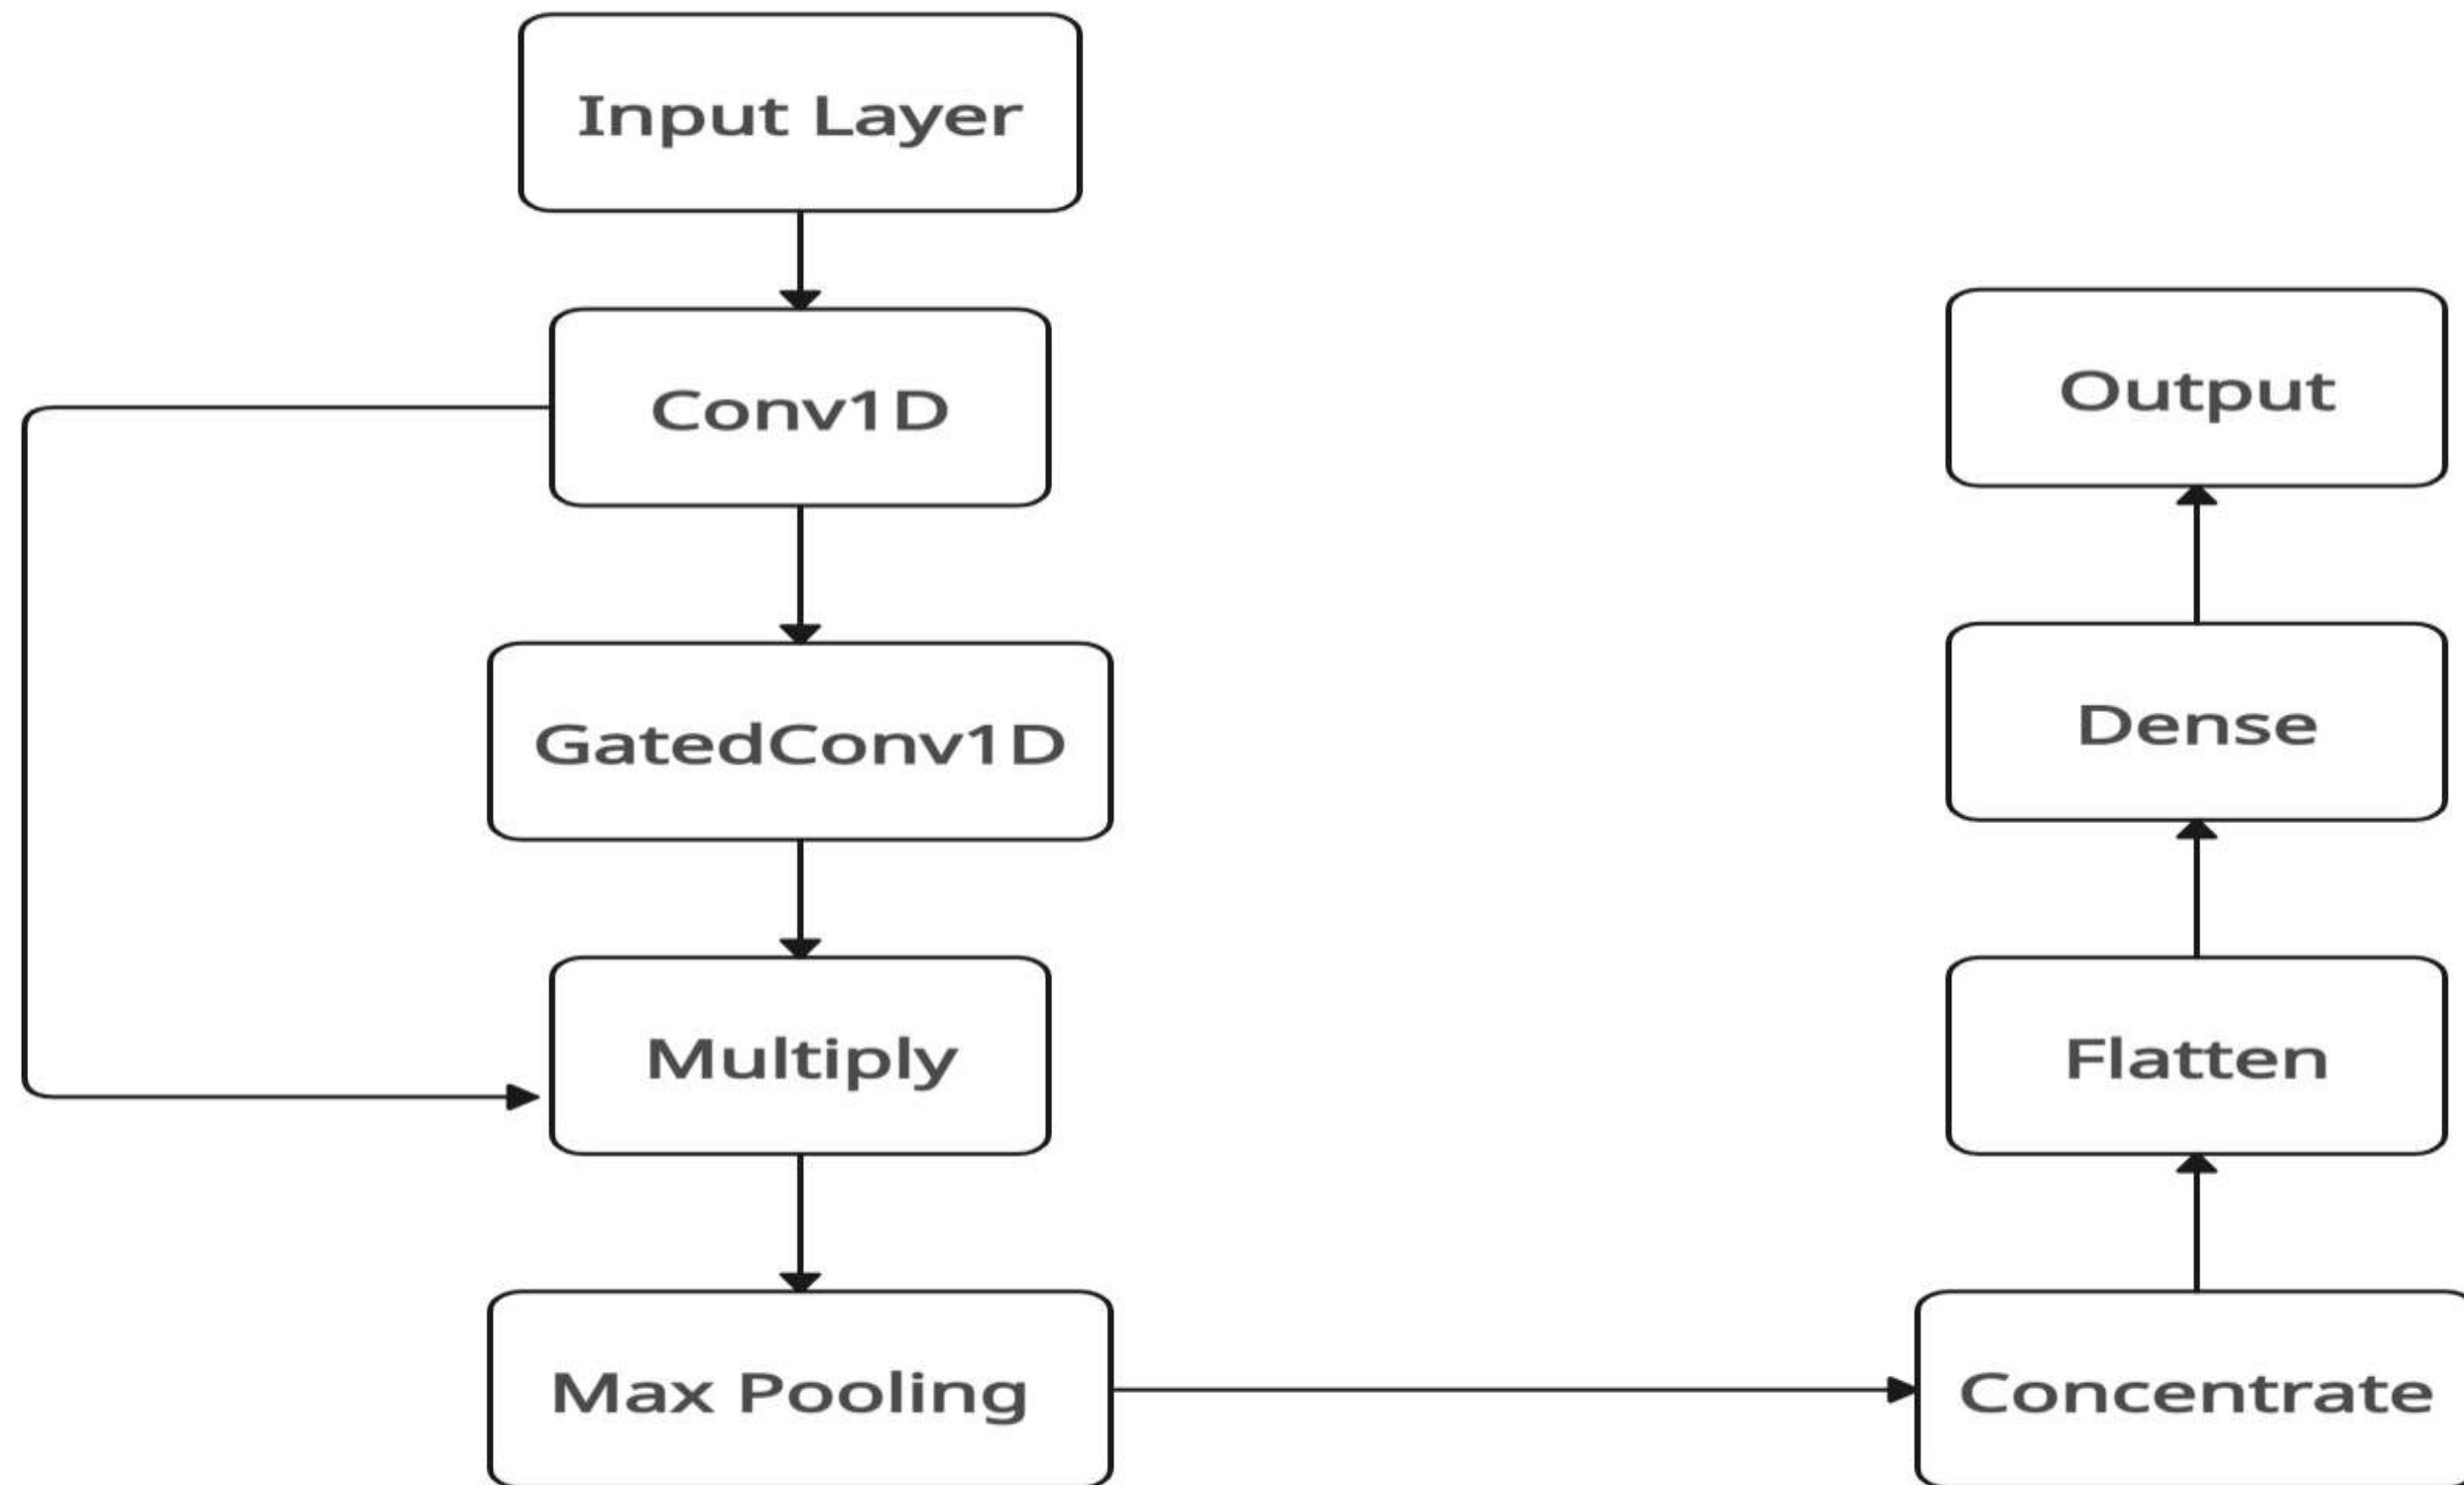 Input Layer
Conv1D
GatedConv1D
Multiply
Max Pooling
Concentrate
Flatten
Dense
Output